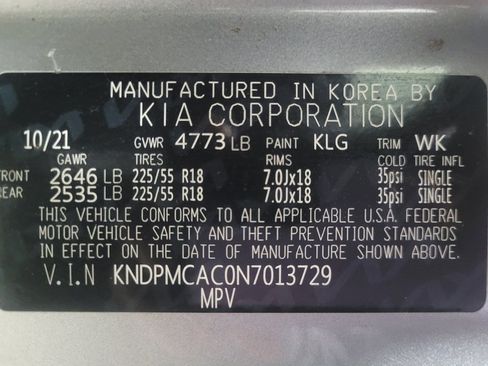 MANUFACTURED IN KOREA BY
KIA CORPORATION
10/21 GVWR 4773 LB PAINT KLG TRIM WK
GAWR TIRES RIMS COLD TIRE INFL
FRONT 2646 LB 225/55 R18 7.0Jx18 35psi SINGLE
REAR 2535 LB 225/55 R18 7.0Jx18 35psi SINGLE
THIS VEHICLE CONFORMS TO ALL APPLICABLE U.S.A. FEDERAL
MOTOR VEHICLE SAFETY AND THEFT PREVENTION STANDARDS
IN EFFECT ON THE DATE OF MANUFACTURE SHOWN ABOVE.
V.I.N KNDPMCAC0N7013729
MPV